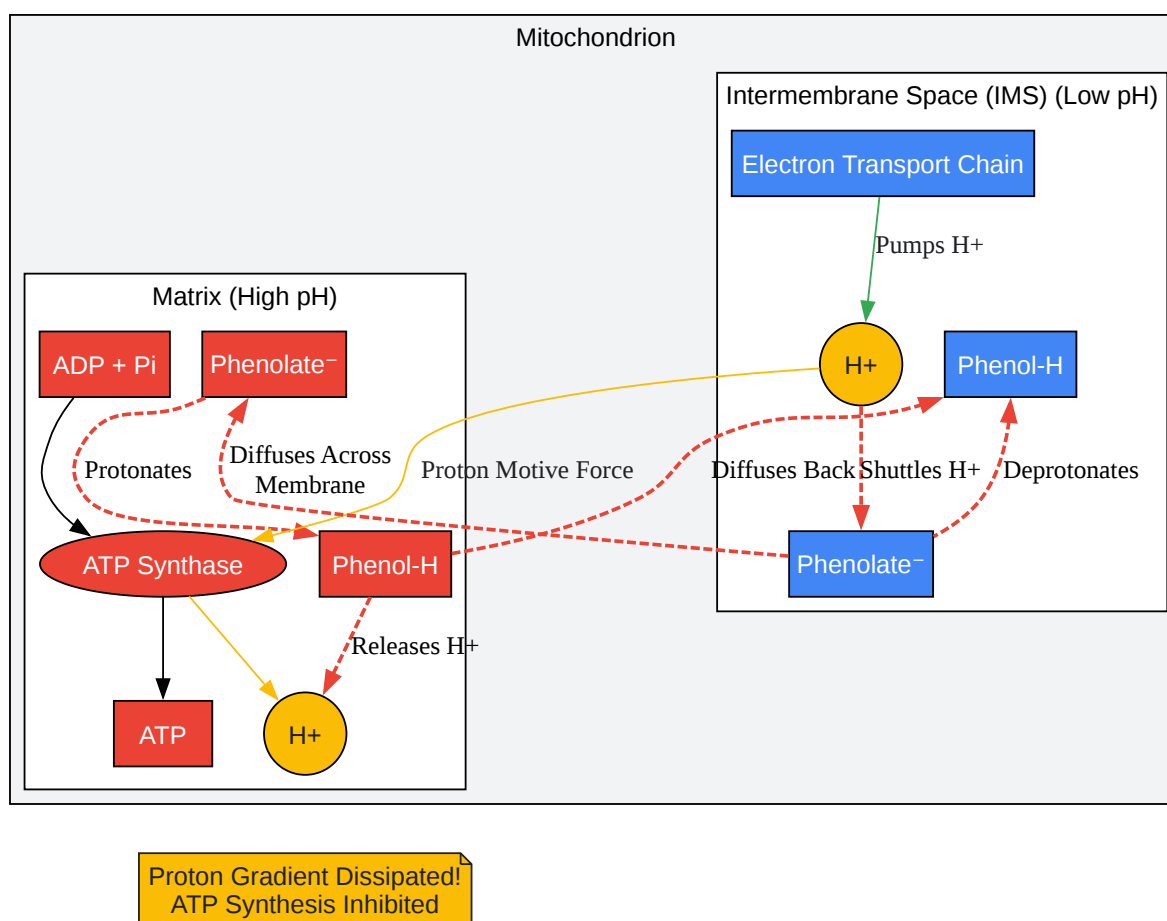 Mitochondrion
Intermembrane Space (IMS) (Low pH)
Electron Transport Chain
Pumps H+
H+
Phenol-H
Diffuses Back
Shuttles H+
Deprotonates
Phenolate⁻
Matrix (High pH)
ADP + Pi
Phenolate⁻
Protonates
Diffuses Across
Membrane
Proton Motive Force
ATP Synthase
Phenol-H
Releases H+
ATP
H+
Proton Gradient Dissipated!
ATP Synthesis Inhibited